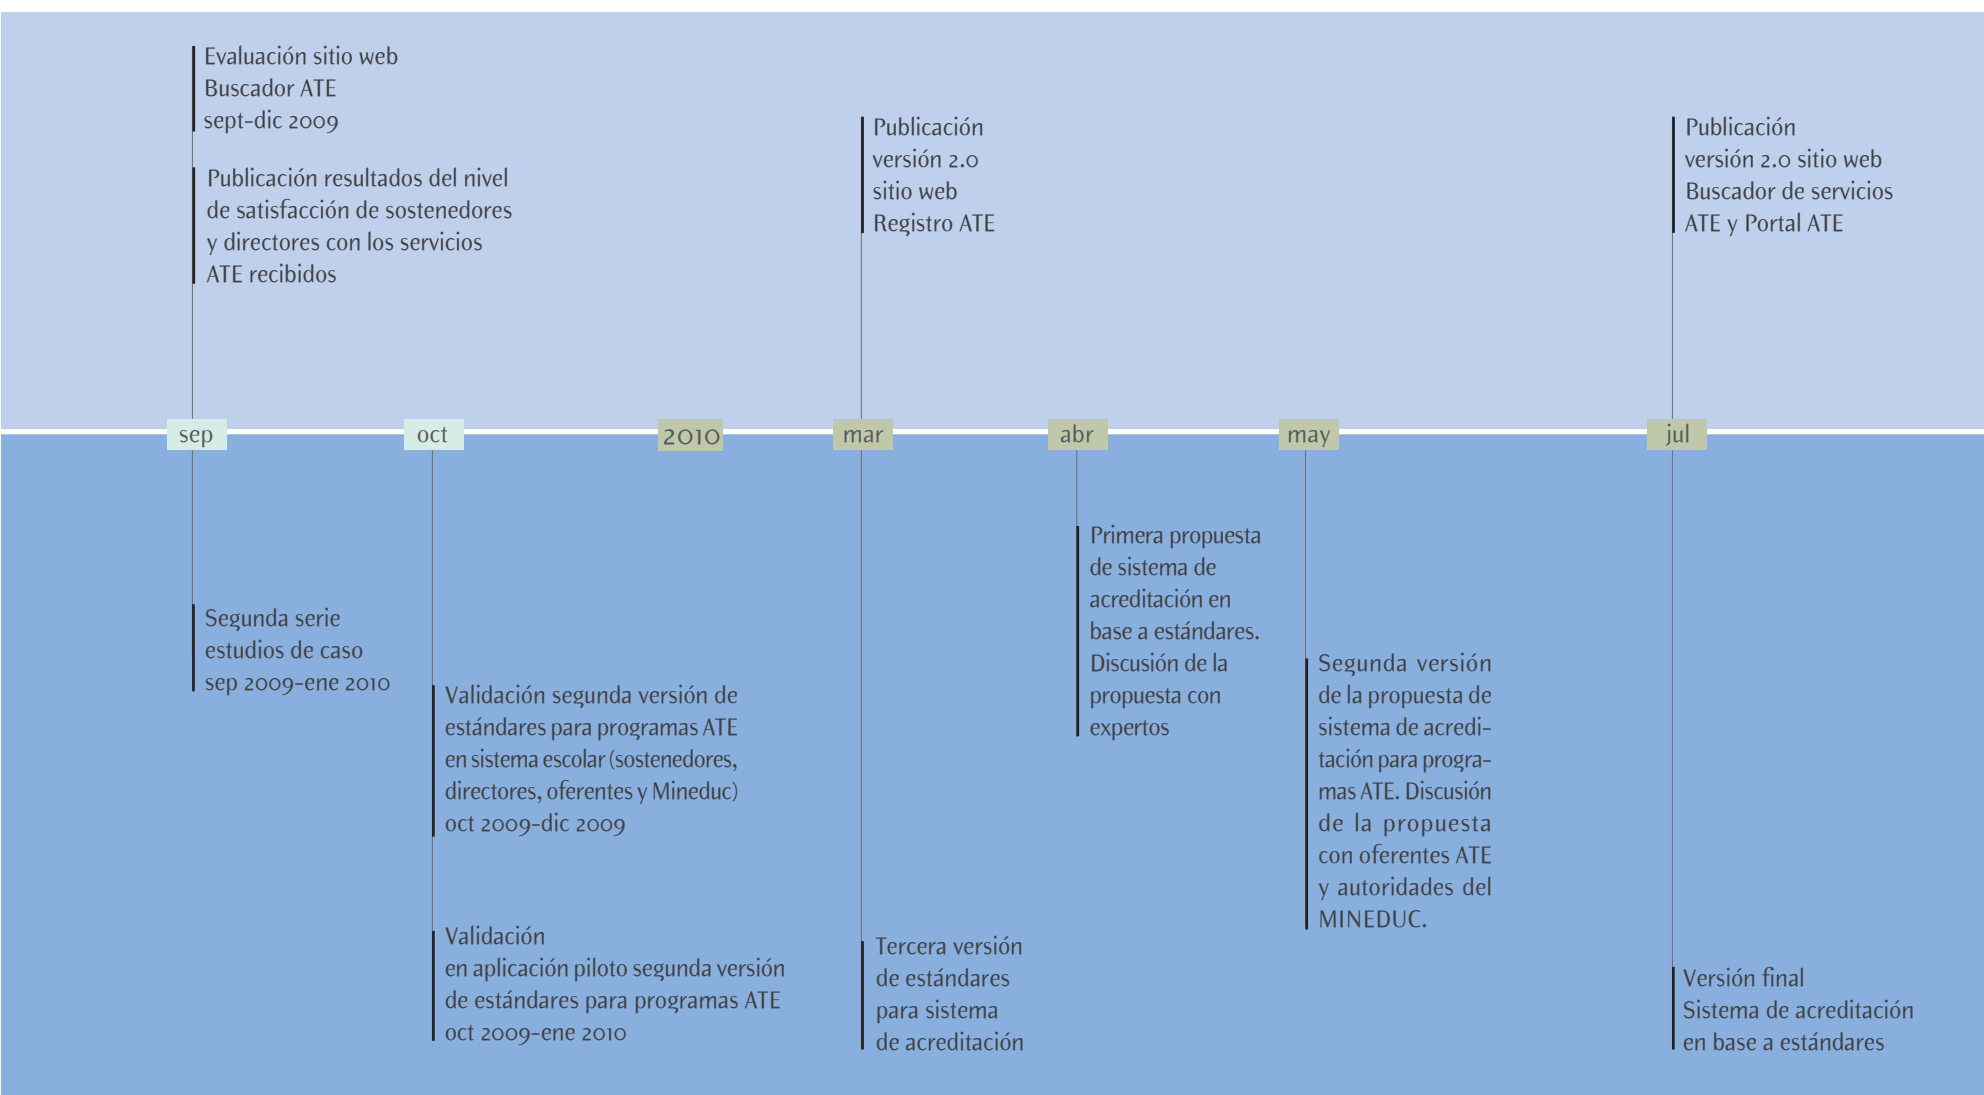 Evaluación sitio web
Buscador ATE
sept-dic 2009
Publicación resultados del nivel
de satisfacción de sostenedores
y directores con los servicios
ATE recibidos
Publicación
versión 2.0
sitio web
Registro ATE
Publicación
versión 2.0 sitio web
Buscador de servicios
ATE y Portal ATE
sep
oct
2010
mar
abr
may
jul
Segunda serie
estudios de caso
sep 2009-ene 2010
Validación segunda versión de
estándares para programas ATE
en sistema escolar (sostenedores,
directores, oferentes y Mineduc)
oct 2009-dic 2009
Validación
en aplicación piloto segunda versión
de estándares para programas ATE
oct 2009-ene 2010
Tercera versión
de estándares
para sistema
de acreditación
Primera propuesta
de sistema de
acreditación en
base a estándares.
Discusión de la
propuesta con
expertos
Segunda versión
de la propuesta de
sistema de acredi-
tación para progra-
mas ATE. Discusión
de la propuesta
con oferentes ATE
y autoridades del
MINEDUC.
Versión final
Sistema de acreditación
en base a estándares